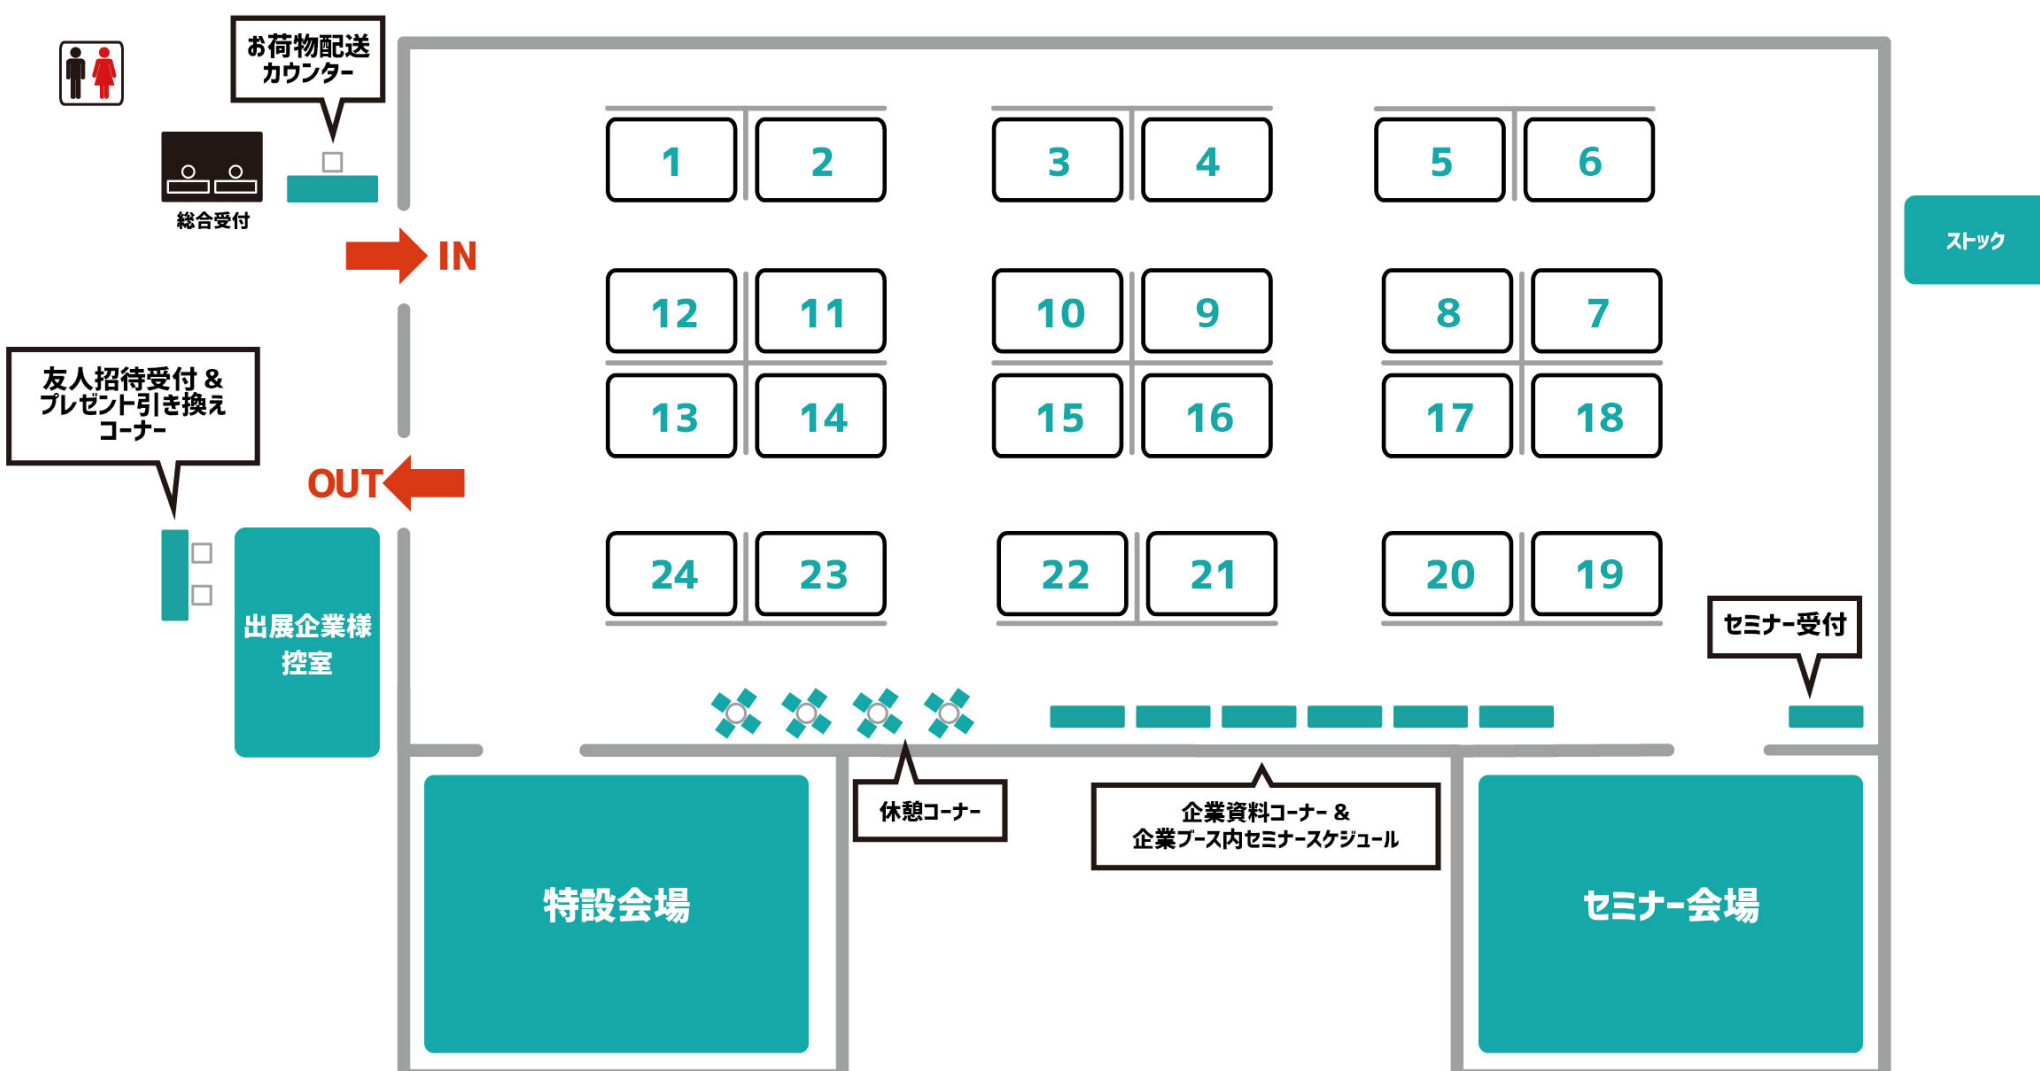 お荷物配送
カウンター
総合受付
IN
友人招待受付 &
プレゼント引き換え
コーナー
OUT
出展企業様
控室
1
2
3
4
5
6
12
11
10
9
8
7
13
14
15
16
17
18
24
23
22
21
20
19
ストック
セミナー受付
休憩コーナー
企業資料コーナー &
企業ブース内セミナースケジュール
特設会場
セミナー会場